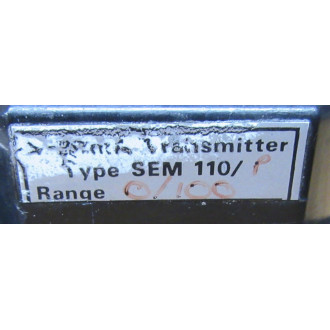 Transmitter
Type SEM 110/ P
Range 0/100